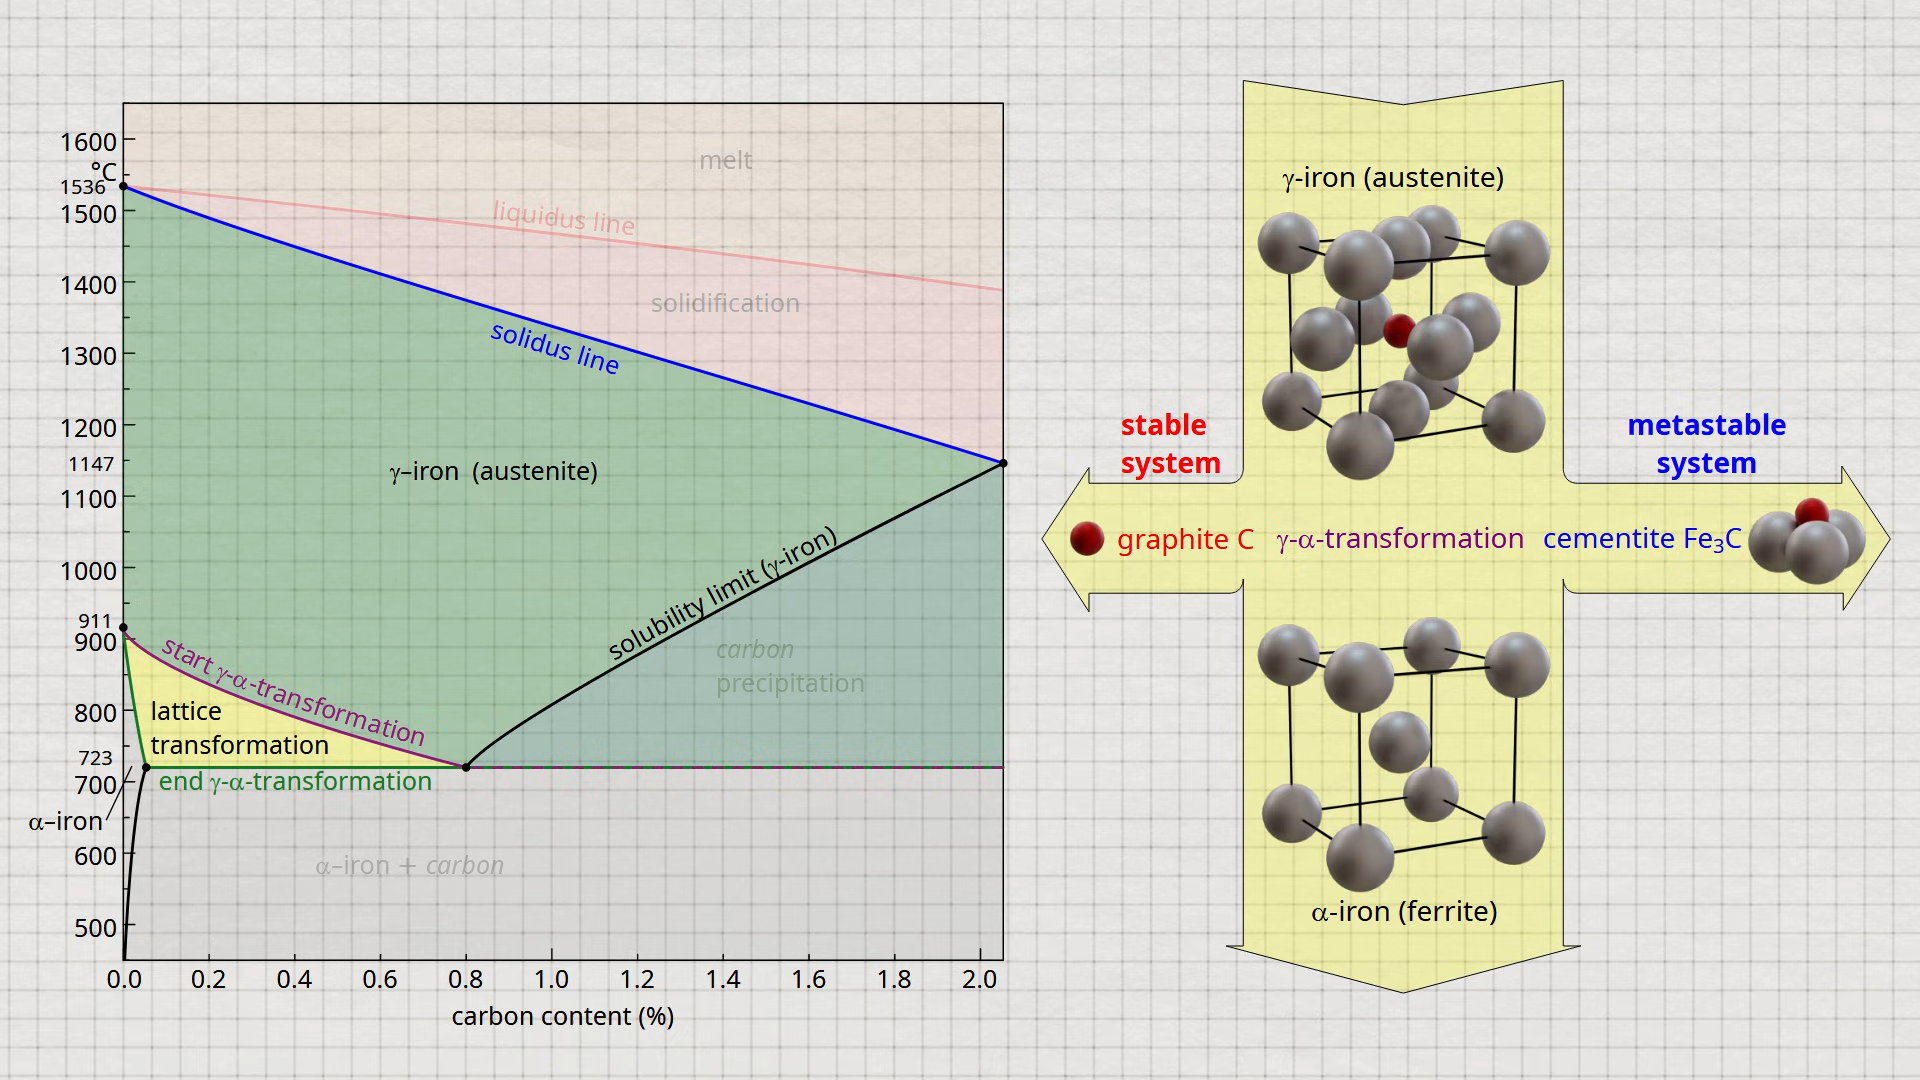 1600
°C
1536
1500
1400
1300
1200
1147
1100
1000
911
900
800
723
700
α–iron
600
500
0.0 0.2 0.4 0.6 0.8 1.0 1.2 1.4 1.6 1.8 2.0
carbon content (%)
melt
liquidus line
solidification
solidus line
γ–iron (austenite)
solubility limit (γ-iron)
carbon
precipitation
start γ-α-transformation
lattice
transformation
end γ-α-transformation
α–iron + carbon
γ-iron (austenite)
stable
system
metastable
system
graphite C
γ-α-transformation
cementite Fe₃C
α-iron (ferrite)